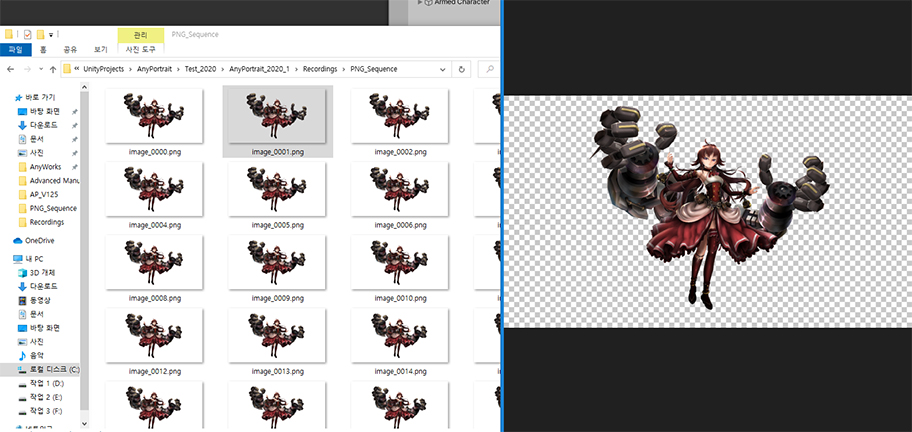 Armed Character
관리
PNG_Sequence
파일
홈
공유
보기
사진 도구
« UnityProjects > AnyPortrait > Test_2020 > AnyPortrait_2020_1 > Recordings > PNG_Sequence
바로 가기
바탕 화면
다운로드
문서
사진
AnyWorks
Advanced Manu
AP_V125
PNG_Sequence
Recordings
OneDrive
내 PC
3D 개체
다운로드
동영상
문서
바탕 화면
사진
음악
로컬 디스크 (C:)
작업 1 (D:)
작업 2 (E:)
작업 3 (F:)
image_0000.png
image_0001.png
image_0002.png
image_0004.png
image_0005.png
image_0006.png
image_0008.png
image_0009.png
image_0010.png
image_0012.png
image_0013.png
image_0014.png